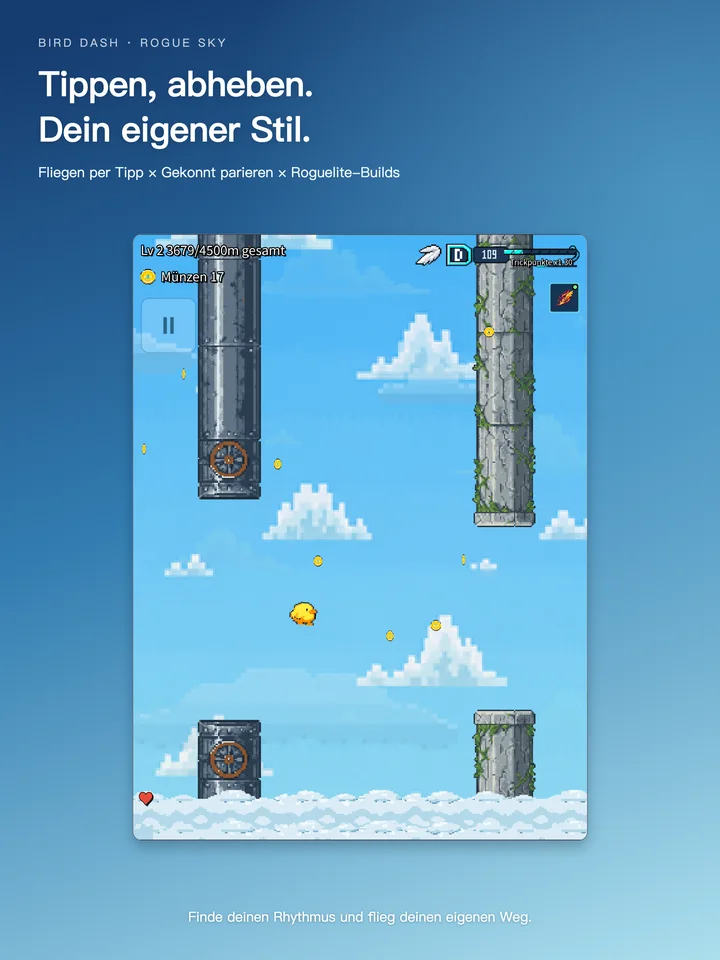 BIRD DASH · ROGUE SKY
Tippen, abheben.
Dein eigener Stil.
Fliegen per Tipp × Gekonnt parieren × Roguelite-Builds
Lv 2 3679/4500m gesamt
D 109
Trickpunkte x1.30
Münzen 17
Finde deinen Rhythmus und flieg deinen eigenen Weg.